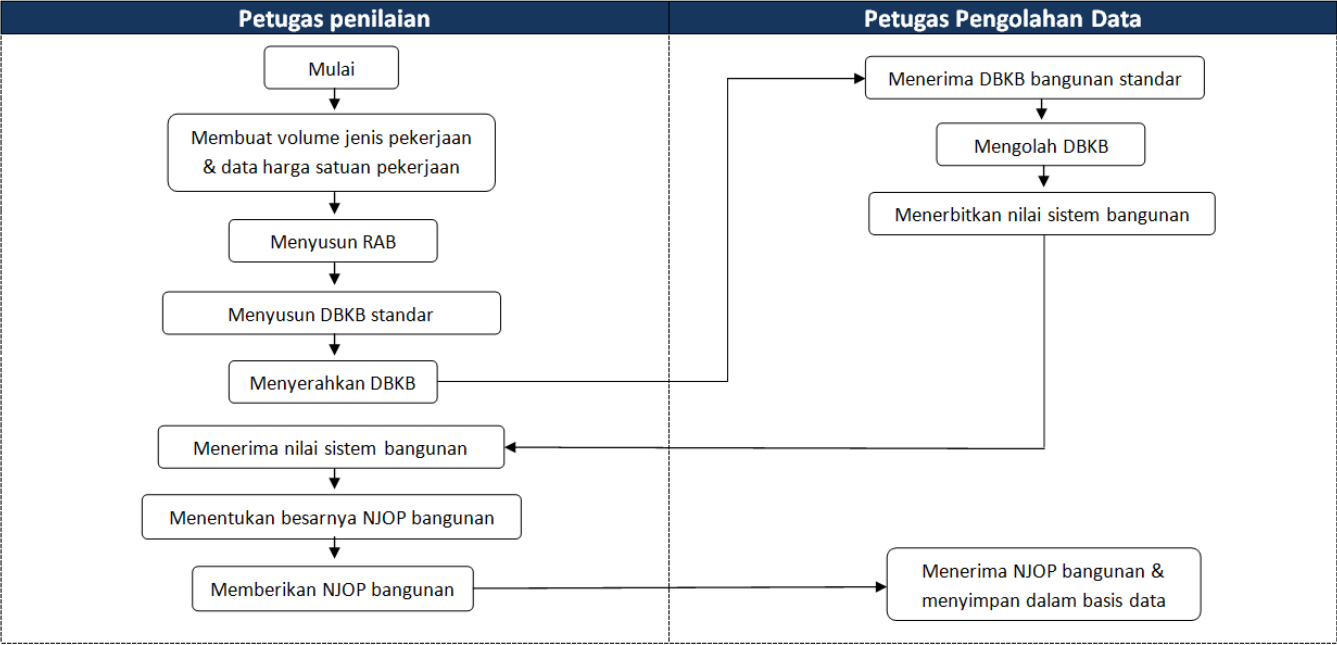 Petugas penilaian
Petugas Pengolahan Data
Mulai
Membuat volume jenis pekerjaan
& data harga satuan pekerjaan
Menyusun RAB
Menyusun DBKB standar
Menyerahkan DBKB
Menerima DBKB bangunan standar
Mengolah DBKB
Menerbitkan nilai sistem bangunan
Menerima nilai sistem bangunan
Menentukan besarnya NJOP bangunan
Memberikan NJOP bangunan
Menerima NJOP bangunan &
menyimpan dalam basis data